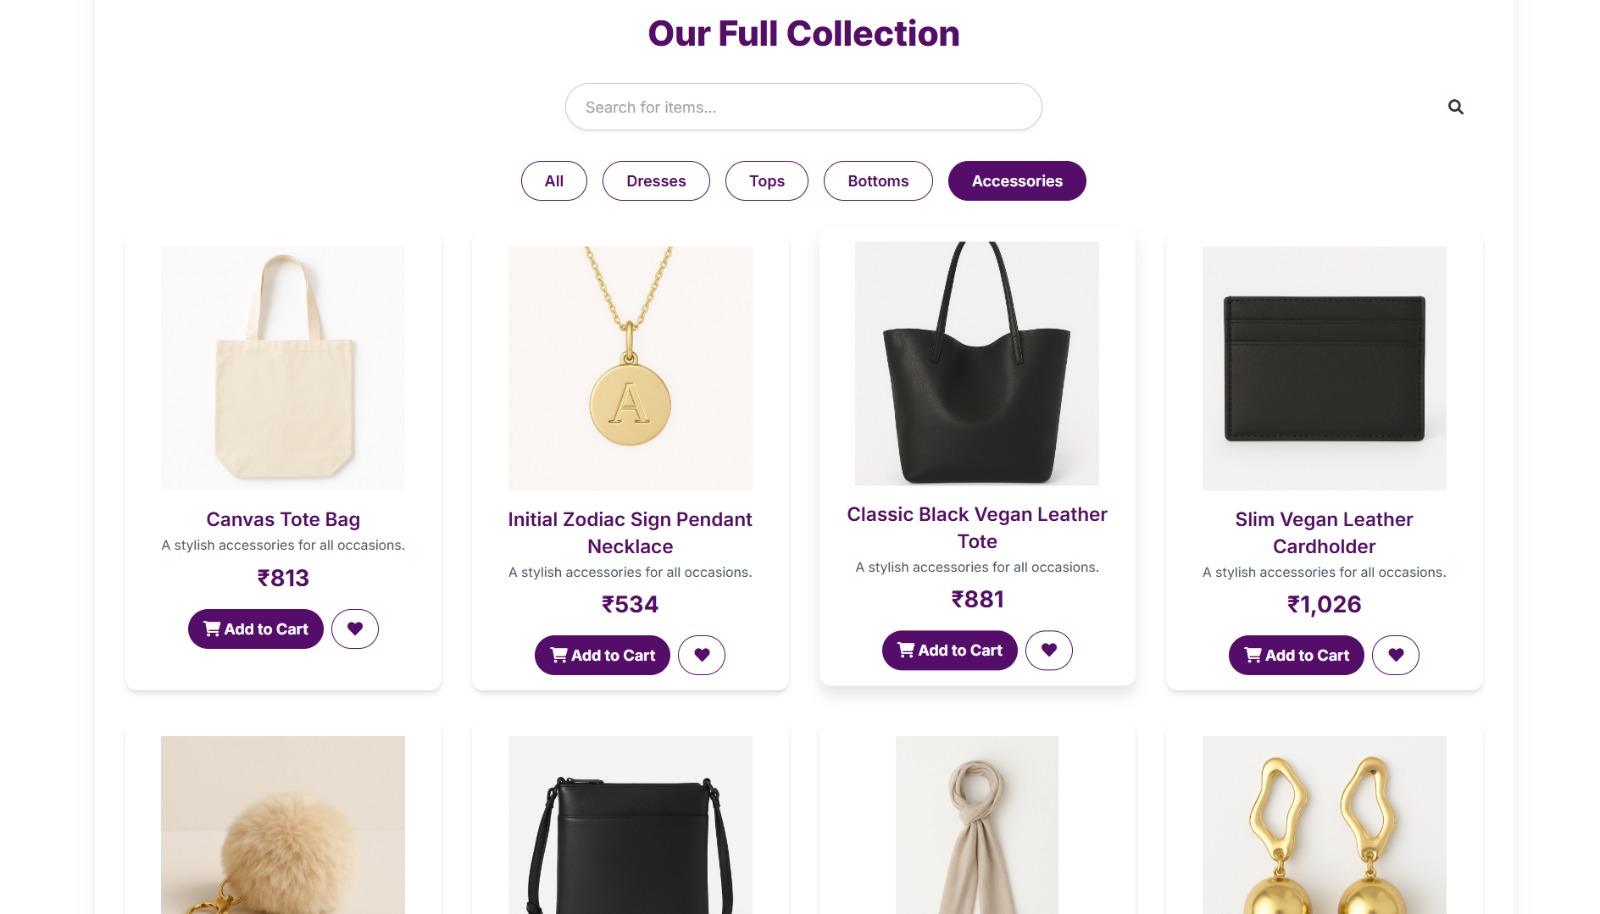 Our Full Collection
Search for items...
All
Dresses
Tops
Bottoms
Accessories
A
Canvas Tote Bag
A stylish accessories for all occasions.
₹813
Add to Cart
Initial Zodiac Sign Pendant
Necklace
A stylish accessories for all occasions.
₹534
Add to Cart
Classic Black Vegan Leather
Tote
A stylish accessories for all occasions.
₹881
Add to Cart
Slim Vegan Leather
Cardholder
A stylish accessories for all occasions.
₹1,026
Add to Cart